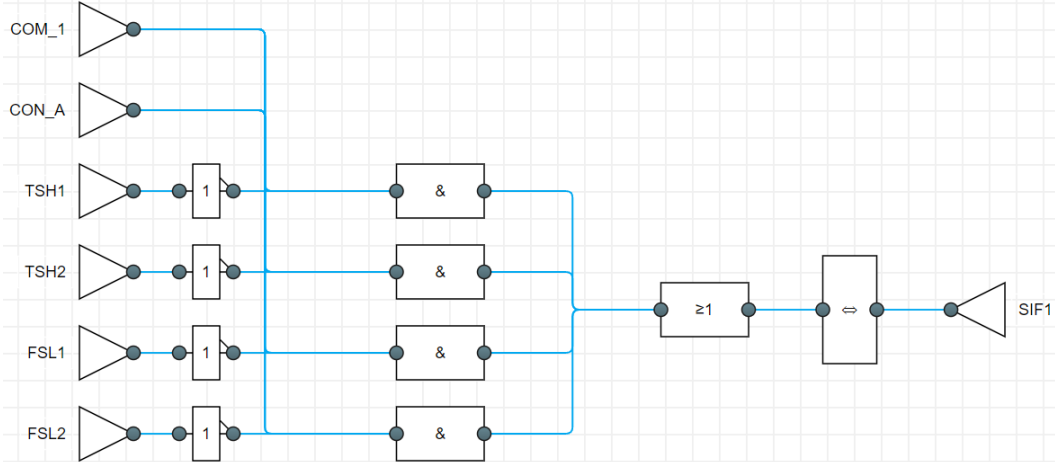 COM_1
CON_A
TSH1 1 &
TSH2 1 &
≥1 ⇔ SIF1
FSL1 1 &
FSL2 1 &